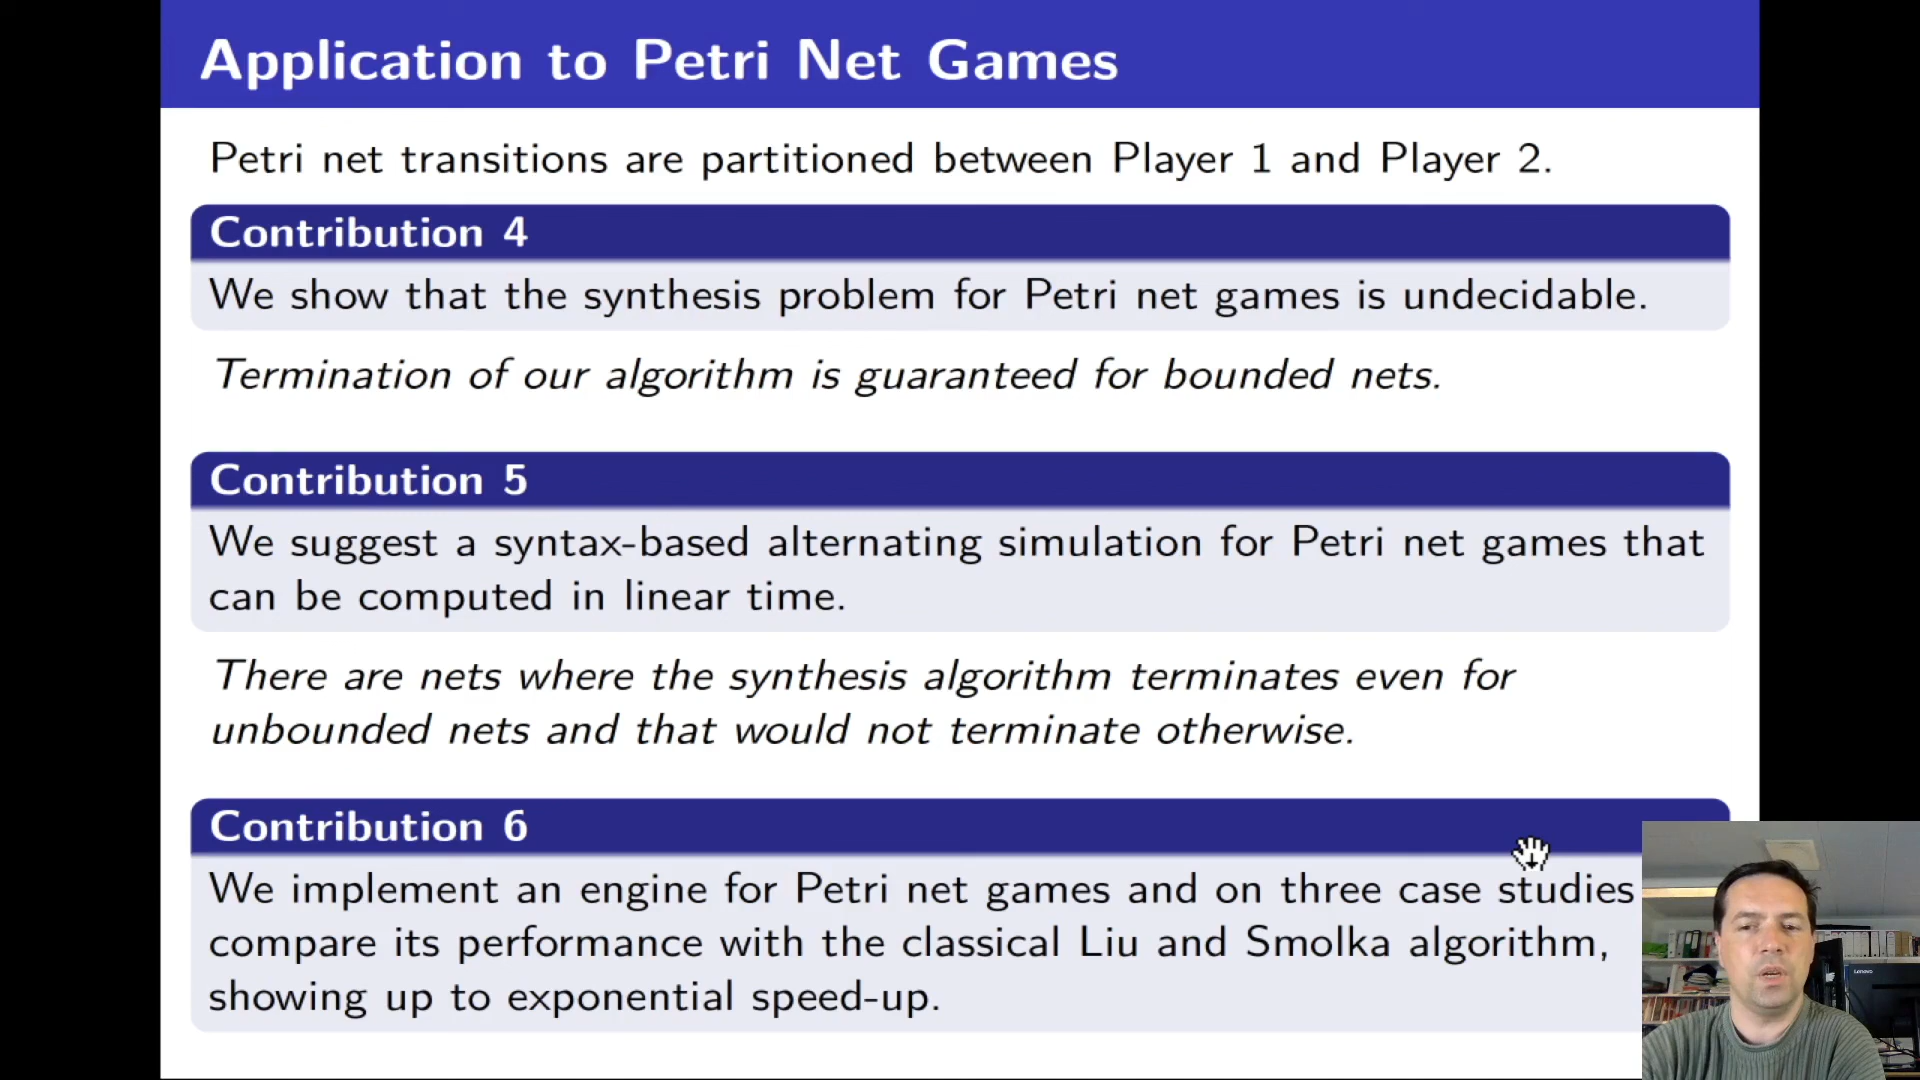 Application to Petri Net Games
Petri net transitions are partitioned between Player 1 and Player 2.
Contribution 4
We show that the synthesis problem for Petri net games is undecidable.
Termination of our algorithm is guaranteed for bounded nets.
Contribution 5
We suggest a syntax-based alternating simulation for Petri net games that
can be computed in linear time.
There are nets where the synthesis algorithm terminates even for
unbounded nets and that would not terminate otherwise.
Contribution 6
We implement an engine for Petri net games and on three case studies
compare its performance with the classical Liu and Smolka algorithm,
showing up to exponential speed-up.
Lenovo